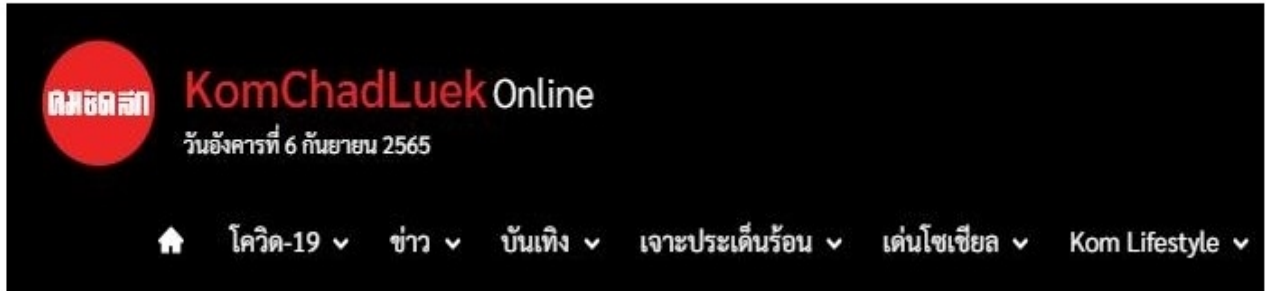 คมชัดลึก
KomChadLuek Online
วันอังคารที่ 6 กันยายน 2565
โควิด-19 ข่าว บันเทิง เจาะประเด็นร้อน เด่นโซเชียล Kom Lifestyle